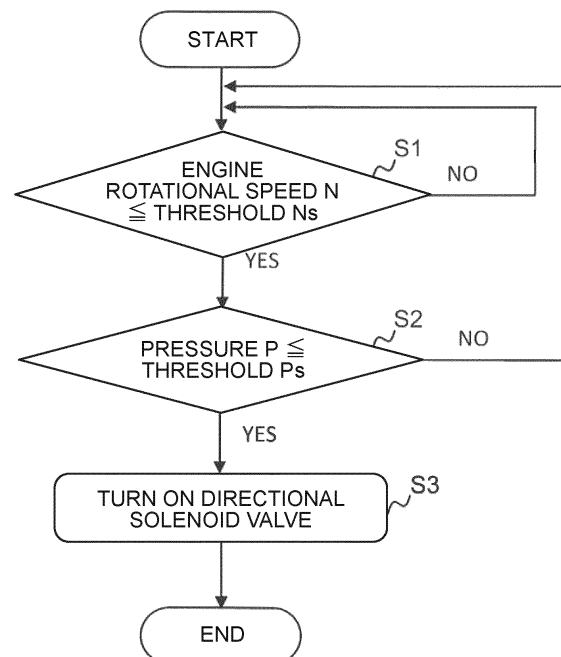 START
S1
ENGINE
ROTATIONAL SPEED N
≦ THRESHOLD Ns
NO
YES
S2
PRESSURE P ≦
THRESHOLD Ps
NO
YES
S3
TURN ON DIRECTIONAL
SOLENOID VALVE
END